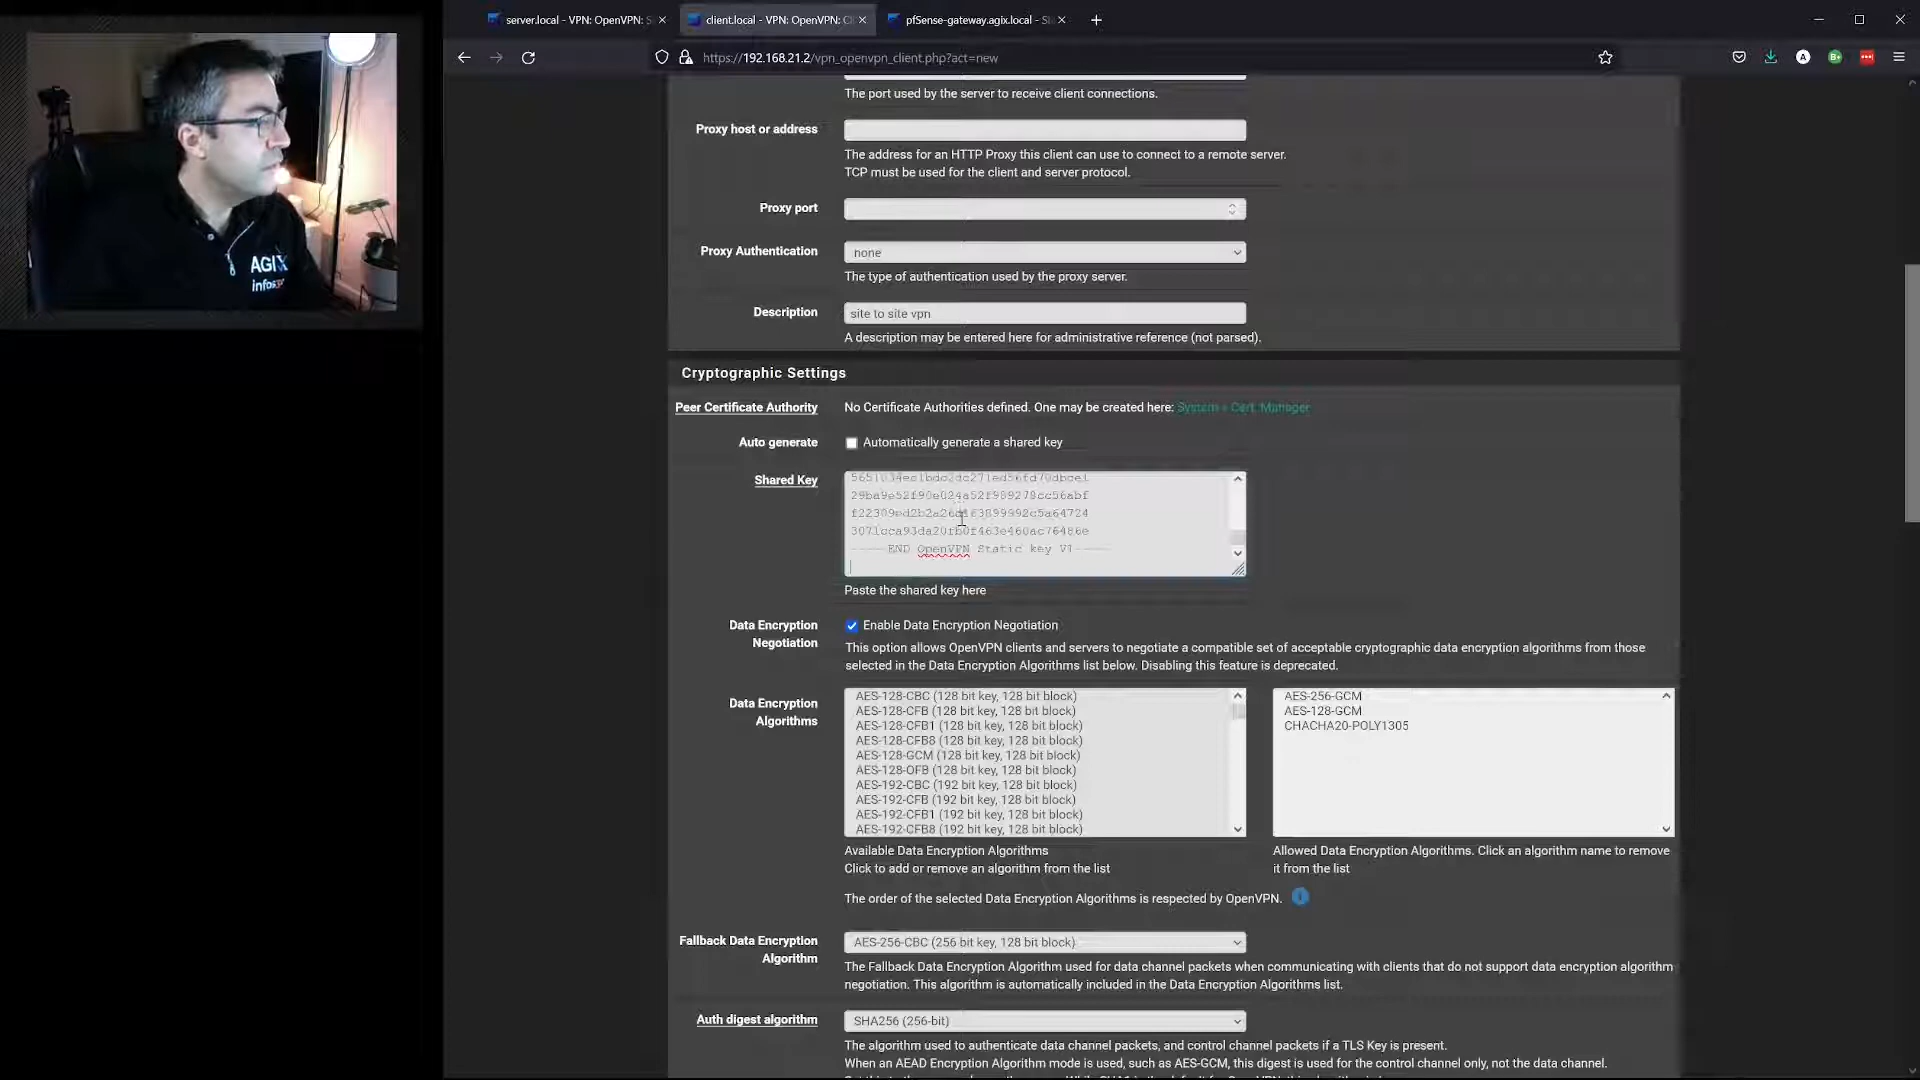 server.local - VPN: OpenVPN: S
client.local - VPN: OpenVPN: Cl
pfSense-gateway.agix.local - St
https://192.168.21.2/vpn_openvpn_client.php?act=new
AGIX
The port used by the server to receive client connections.
Proxy host or address
The address for an HTTP Proxy this client can use to connect to a remote server.
TCP must be used for the client and server protocol.
Proxy port
Proxy Authentication
none
The type of authentication used by the proxy server.
Description
site to site vpn
A description may be entered here for administrative reference (not parsed).
Cryptographic Settings
Peer Certificate Authority
No Certificate Authorities defined. One may be created here: System > Cert. Manager
Auto generate
Automatically generate a shared key
Shared Key
-----END OpenVPN Static key V1-----
Paste the shared key here
Data Encryption
Negotiation
Enable Data Encryption Negotiation
This option allows OpenVPN clients and servers to negotiate a compatible set of acceptable cryptographic data encryption algorithms from those
selected in the Data Encryption Algorithms list below. Disabling this feature is deprecated.
Data Encryption
Algorithms
AES-128-CBC (128 bit key, 128 bit block)
AES-128-CFB (128 bit key, 128 bit block)
AES-128-CFB1 (128 bit key, 128 bit block)
AES-128-CFB8 (128 bit key, 128 bit block)
AES-128-GCM (128 bit key, 128 bit block)
AES-128-OFB (128 bit key, 128 bit block)
AES-192-CBC (192 bit key, 128 bit block)
AES-192-CFB (192 bit key, 128 bit block)
AES-192-CFB1 (192 bit key, 128 bit block)
AES-192-CFB8 (192 bit key, 128 bit block)
AES-256-GCM
AES-128-GCM
CHACHA20-POLY1305
Available Data Encryption Algorithms
Click to add or remove an algorithm from the list
Allowed Data Encryption Algorithms. Click an algorithm name to remove
it from the list
The order of the selected Data Encryption Algorithms is respected by OpenVPN.
Fallback Data Encryption
Algorithm
AES-256-CBC (256 bit key, 128 bit block)
The Fallback Data Encryption Algorithm used for data channel packets when communicating with clients that do not support data encryption algorithm
negotiation. This algorithm is automatically included in the Data Encryption Algorithms list.
Auth digest algorithm
SHA256 (256-bit)
The algorithm used to authenticate data channel packets, and control channel packets if a TLS Key is present.
When an AEAD Encryption Algorithm mode is used, such as AES-GCM, this digest is used for the control channel only, not the data channel.